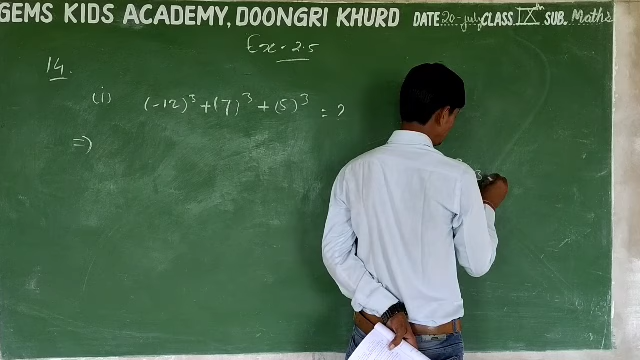 GEMS KIDS ACADEMY, DOONGRI KHURD DATE 20-july CLASS IXth SUB. Maths
Ex - 2.5
14.
(i) (-12)³ + (7)³ + (5)³ = ?
⇒